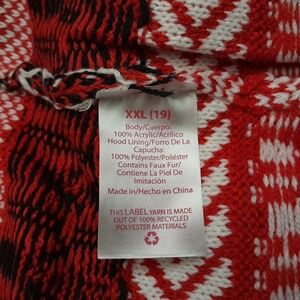 XXL (19)
Body/Cuerpo:
100% Acrylic/Acrílico
Hood Lining/Forro De La
Capucha:
100% Polyester/Poliéster
Contains Faux Fur/
Contiene La Piel De
Imitación
Made in/Hecho en China
THIS LABEL YARN IS MADE
OUT OF 100% RECYCLED
POLYESTER MATERIALS